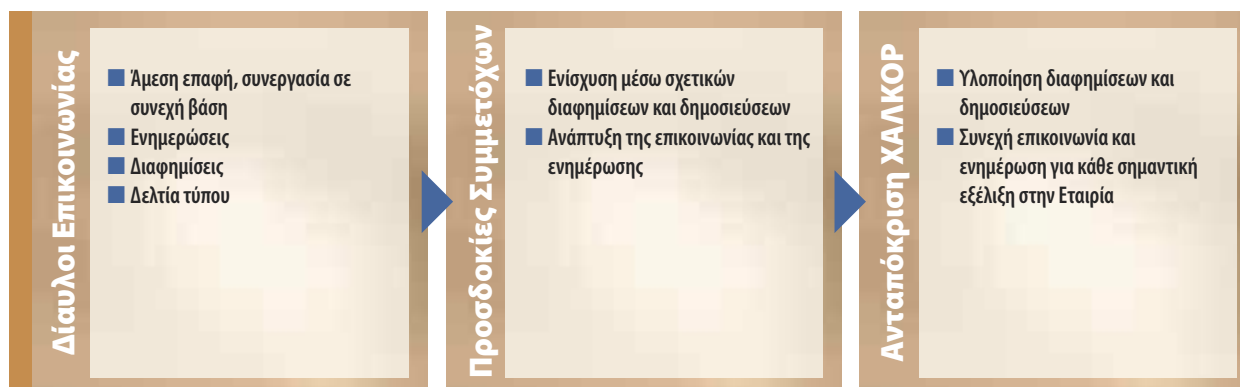 Δίαυλοι Επικοινωνίας
■ Άμεση επαφή, συνεργασία σε
συνεχή βάση
■ Ενημερώσεις
■ Διαφημίσεις
■ Δελτία τύπου
Προσδοκίες Συμμετόχων
■ Ενίσχυση μέσω σχετικών
διαφημίσεων και δημοσιεύσεων
■ Ανάπτυξη της επικοινωνίας και της
ενημέρωσης
Ανταπόκριση ΧΑΛΚΟΡ
■ Υλοποίηση διαφημίσεων και
δημοσιεύσεων
■ Συνεχή επικοινωνία και
ενημέρωση για κάθε σημαντική
εξέλιξη στην Εταιρία